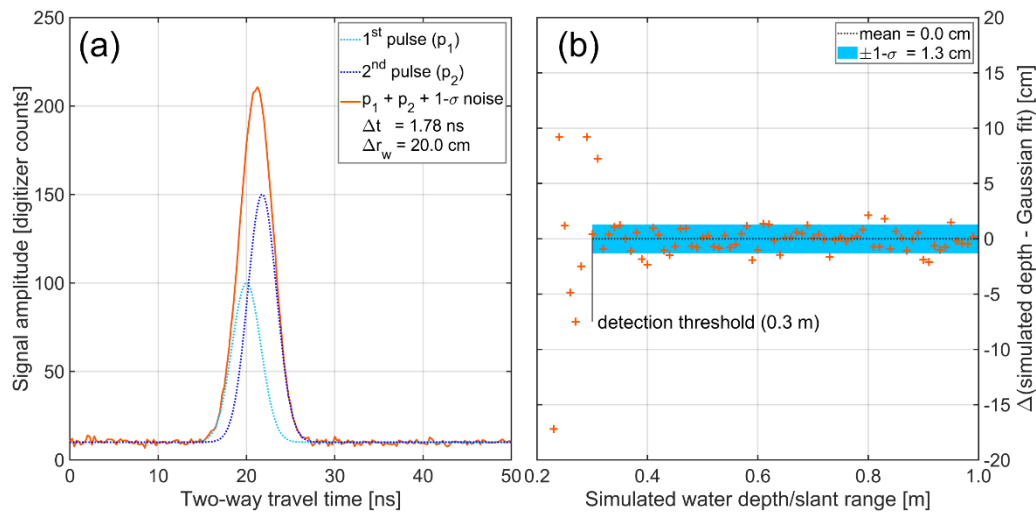 (a)
1st pulse (p1)
2nd pulse (p2)
p1 + p2 + 1-σ noise
Δt = 1.78 ns
Δrw = 20.0 cm
250
200
150
100
50
0
Signal amplitude [digitizer counts]
0 10 20 30 40 50
Two-way travel time [ns]
(b)
mean = 0.0 cm
±1-σ = 1.3 cm
detection threshold (0.3 m)
20
15
10
5
0
-5
-10
-15
-20
Δ(simulated depth - Gaussian fit) [cm]
0.2 0.4 0.6 0.8 1.0
Simulated water depth/slant range [m]